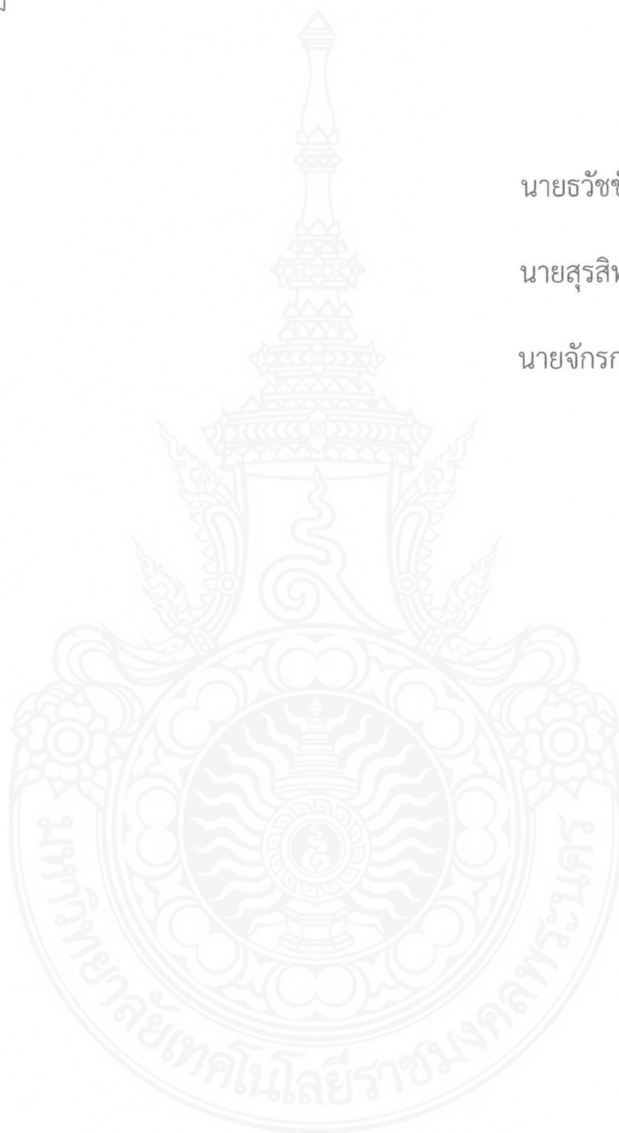 นายธวัชชั
นายสุรสิท
นายจักรก
มหาวิทยาลัยเทคโนโลยีราชมงคลพระนคร